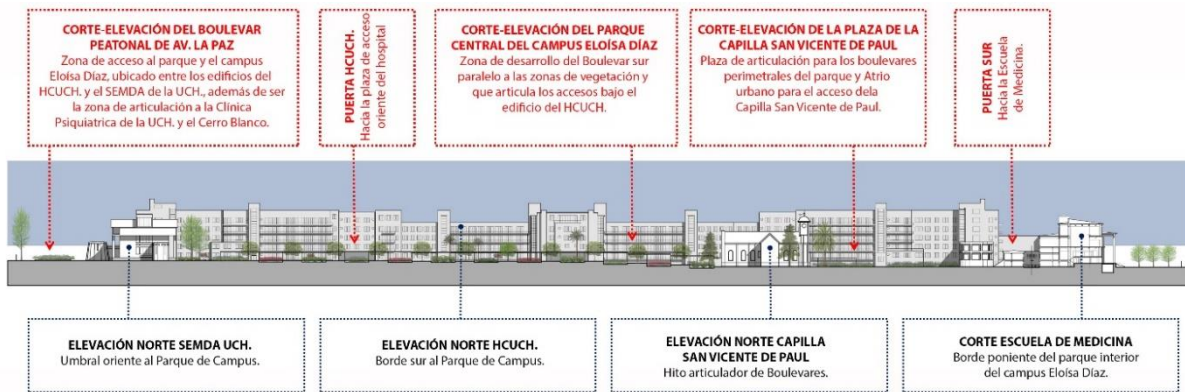 CORTE-ELEVACIÓN DEL BOULEVAR
PEATONAL DE AV. LA PAZ
Zona de acceso al parque y el campus
Eloísa Díaz, ubicado entre los edificios del
HCUCH. y el SEMDA de la UCH., además de ser
la zona de articulación a la Clínica
Psiquiatrica de la UCH. y el Cerro Blanco.
PUERTA HCUCH.
Hacía la plaza de acceso
oriente del hospital
CORTE-ELEVACIÓN DEL PARQUE
CENTRAL DEL CAMPUS ELOÍSA DÍAZ
Zona de desarrollo del Boulevar sur
paralelo a las zonas de vegetación y
que articula los accesos bajo el
edificio del HCUCH.
CORTE-ELEVACIÓN DE LA PLAZA DE LA
CAPILLA SAN VICENTE DE PAUL
Plaza de articulación para los boulevares
perimetrales del parque y Atrio
urbano para el acceso dela
Capilla San Vicente de Paul.
PUERTA SUR
Hacía la Escuela
de Medicina.
ELEVACIÓN NORTE SEMDA UCH.
Umbral oriente al Parque de Campus.
ELEVACIÓN NORTE HCUCH.
Borde sur al Parque de Campus.
ELEVACIÓN NORTE CAPILLA
SAN VICENTE DE PAUL
Hito articulador de Boulevares.
CORTE ESCUELA DE MEDICINA
Borde poniente del parque interior
del campus Eloísa Díaz.